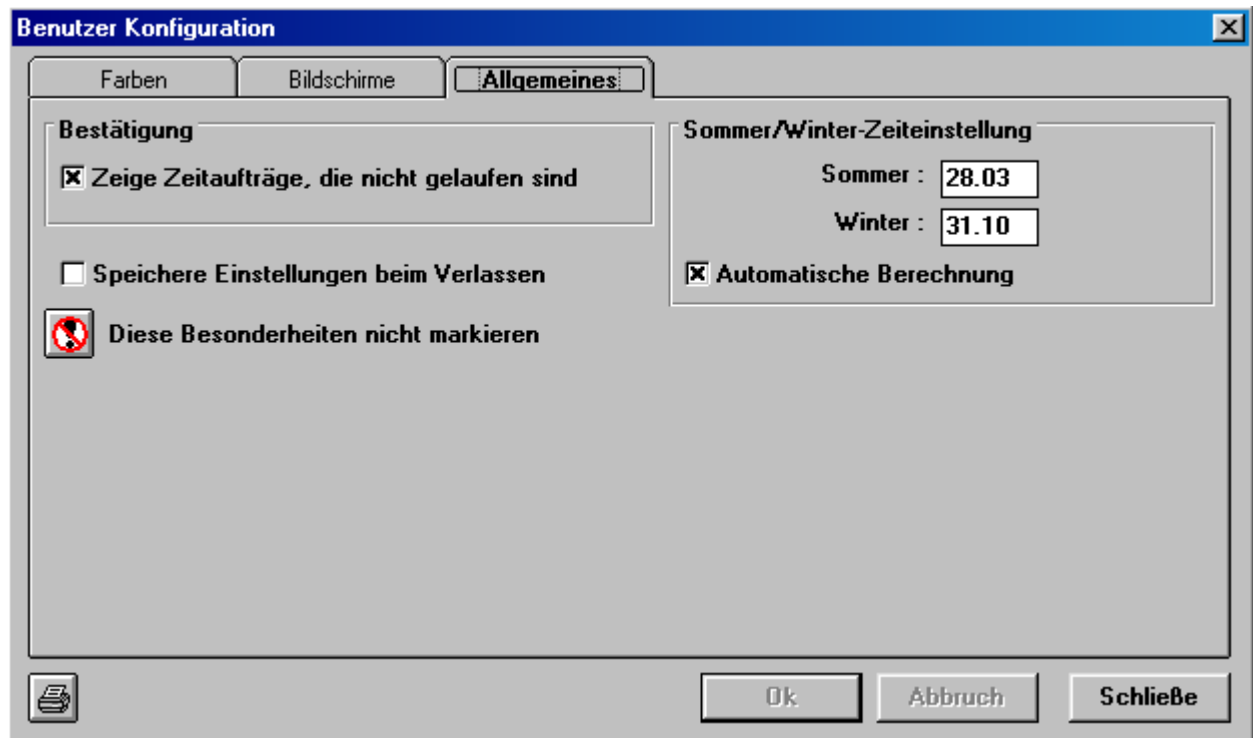 Benutzer Konfiguration
Farben
Bildschirme
Allgemeines
Bestätigung
Zeige Zeitaufträge, die nicht gelaufen sind
Speichere Einstellungen beim Verlassen
Diese Besonderheiten nicht markieren
Sommer/Winter-Zeiteinstellung
Sommer : 28.03
Winter : 31.10
Automatische Berechnung
Ok
Abbruch
Schließe